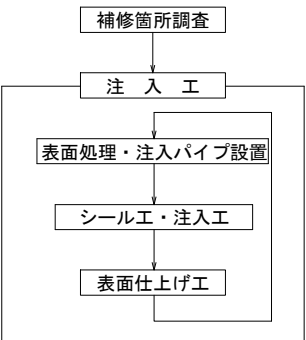 補修箇所調査
注　入　工
表面処理・注入パイプ設置
シール工・注入工
表面仕上げ工